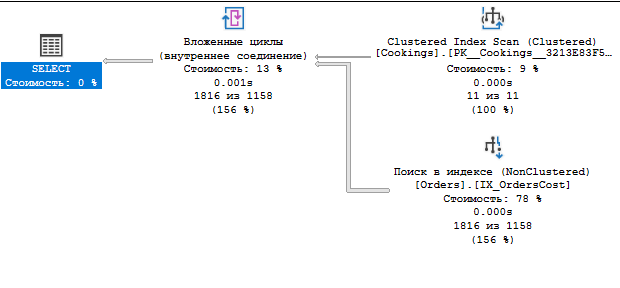 SELECT
Стоимость: 0 %
Вложенные циклы
(внутреннее соединение)
Стоимость: 13 %
0.001s
1816 из 1158
(156 %)
Clustered Index Scan (Clustered)
[Cookings].[PK__Cookings__3213E83F5…
Стоимость: 9 %
0.000s
11 из 11
(100 %)
Поиск в индексе (NonClustered)
[Orders].[IX_OrdersCost]
Стоимость: 78 %
0.000s
1816 из 1158
(156 %)